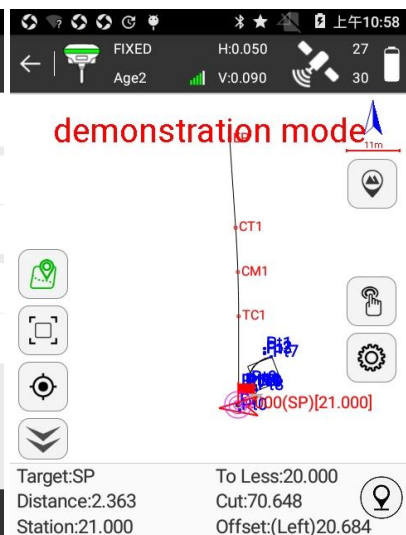 上午10:58
FIXED H:0.050 27
Age2 V:0.090 30
demonstration mode
11m
CT1
CM1
TC1
00(SP)[21.000]
Target:SP To Less:20.000
Distance:2.363 Cut:70.648
Station:21.000 Offset:(Left)20.684